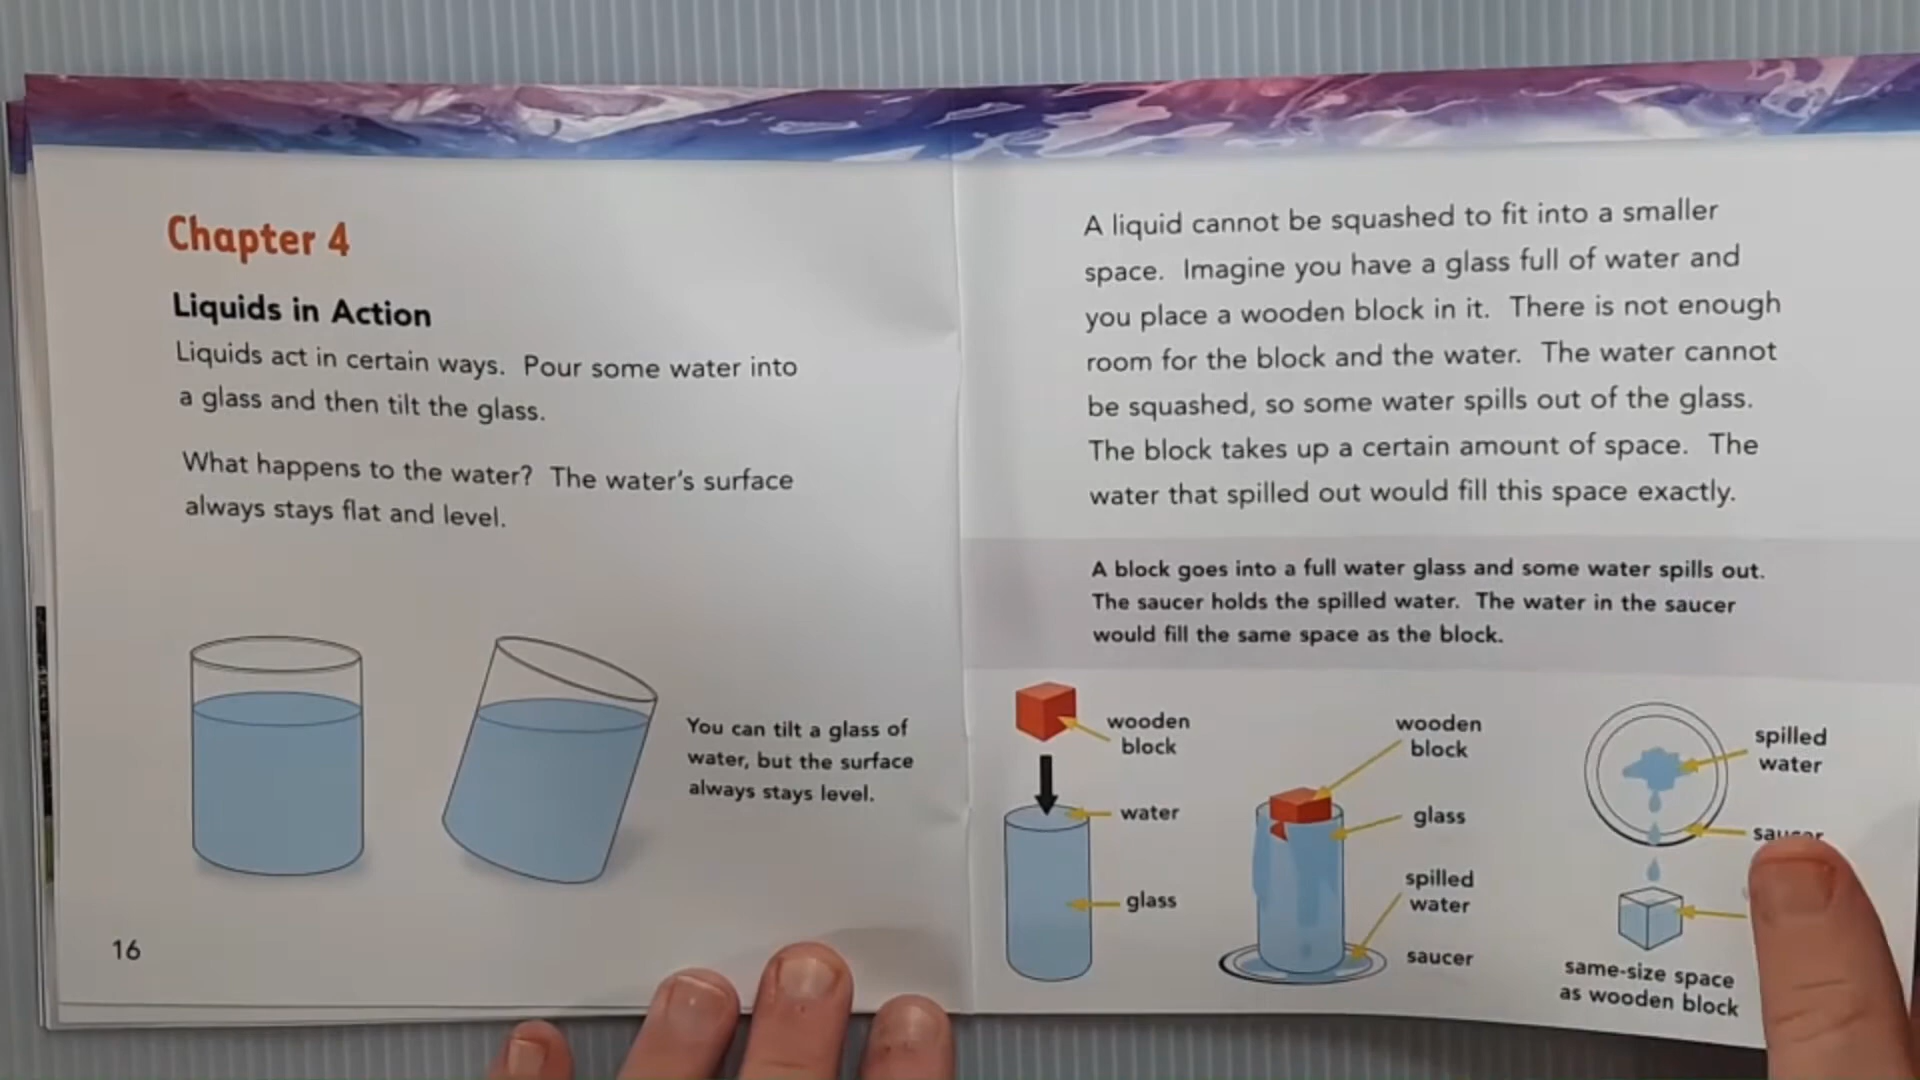 Chapter 4
Liquids in Action
Liquids act in certain ways. Pour some water into
a glass and then tilt the glass.
What happens to the water? The water's surface
always stays flat and level.
You can tilt a glass of
water, but the surface
always stays level.
16
A liquid cannot be squashed to fit into a smaller
space. Imagine you have a glass full of water and
you place a wooden block in it. There is not enough
room for the block and the water. The water cannot
be squashed, so some water spills out of the glass.
The block takes up a certain amount of space. The
water that spilled out would fill this space exactly.
A block goes into a full water glass and some water spills out.
The saucer holds the spilled water. The water in the saucer
would fill the same space as the block.
wooden
block
water
glass
wooden
block
glass
spilled
water
saucer
spilled
water
saucer
same-size space
as wooden block